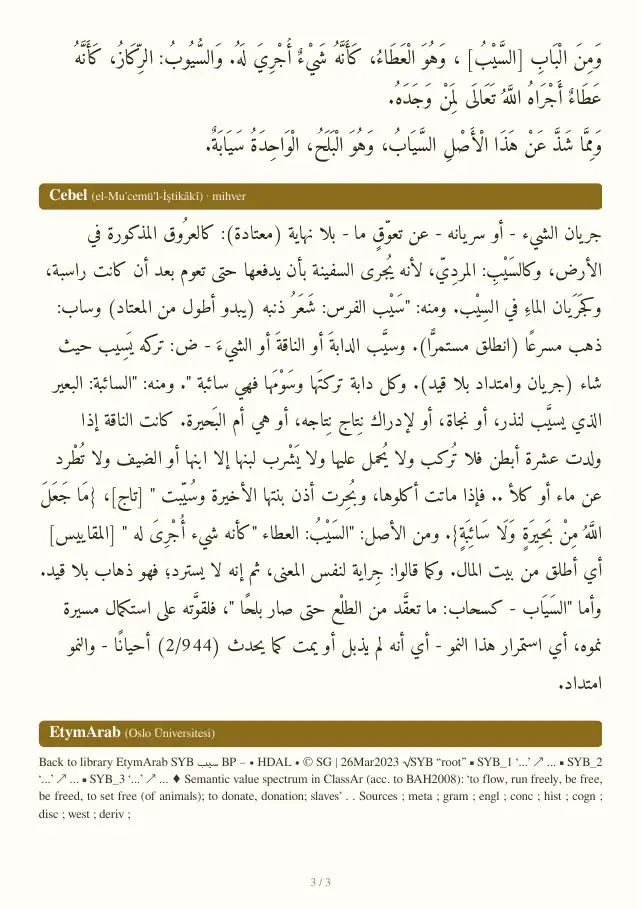 وَمِنَ الْبَابِ [السَّيْبُ] ، وَهُوَ الْعَطَاءُ، كَأَنَّهُ شَيْءٌ أُجْرِيَ لَهُ. وَالسُّيُوبُ: الرِّكَازُ، كَأَنَّهُ
عَطَاءٌ أَجْرَاهُ اللَّهُ تَعَالَى لِمَنْ وَجَدَهُ.
وَمِمَّا شَذَّ عَنْ هَذَا الْأَصْلِ السَّيَابُ، وَهُوَ الْبَلَحُ، الْوَاحِدَةُ سَيَابَةٌ.
Cebel (el-Mu'cemü'l-İştikâkî) · mihver
جريان الشيء - أو سريانه - عن تعوّقٍ ما - بلا نهاية (معتادة): كالعرُوق المذكورة في
الأرض، وكالسَيْبِ: المردِيّ، لأنه يُجرى السفينة بأن يدفعها حتى تعوم بعد أن كانت راسبة،
وكَجَرَيان الماءِ في السِيْب. ومنه: "سَيْب الفرس: شَعَرُ ذنبه (يبدو أطول من المعتاد) وساب:
ذهب مسرعًا (انطلق مستمرًّا). وسيَّب الدابةَ أو الناقةَ أو الشيءَ - ض: تركه يَسِيب حيث
شاء (جريان وامتداد بلا قيد). وكل دابة تركتَها وسَوْمَها فهي سائبة ". ومنه: "السائبة: البعير
الذي يسيَّب لنذر، أو نجاة، أو لإدراك نِتاج نِتاجه، أو هي أم البَحيرة. كانت الناقة إذا
ولدت عشرة أبطن فلا تُركب ولا يُحمل عليها ولا يَشْرب لبنها إلا ابنها أو الضيف ولا تُطْرد
عن ماء أو كلأ .. فإذا ماتت أكلوها، وبُحِرت أذن بنتها الأخيرة وسُيِّبت " [تاج]، {مَا جَعَلَ
اللَّهُ مِنْ بَحِيرَةٍ وَلَا سَائِبَةٍ}. ومن الأصل: "السَيْبُ: العطاء "كأنه شيء أُجْرِىَ له " [المقاييس]
أي أطلق من بيت المال. وكما قالوا: جِراية لنفس المعنى، ثم إنه لا يسترد؛ فهو ذهاب بلا قيد.
وأما "السَيَاب - كسحاب: ما تعقَّد من الطلْع حتى صار بلحًا "، فلقوَّته على استكمال مسيرة
نموه، أي استمرار هذا النمو - أي أنه لم يذبل أو يمت كما يحدث (2/944) أحيانًا - والنمو
امتداد.
EtymArab (Oslo Üniversitesi)
Back to library EtymArab SYB سيب BP – • HDAL • © SG | 26Mar2023 √SYB “root” ▪ SYB_1 ‘...’ ↗ ... ▪ SYB_2
‘...’ ↗ ... ▪ SYB_3 ‘...’ ↗ ... ♦ Semantic value spectrum in ClassAr (acc. to BAH2008): ‘to flow, run freely, be free,
be freed, to set free (of animals); to donate, donation; slaves’ . . Sources ; meta ; gram ; engl ; conc ; hist ; cogn ;
disc ; west ; deriv ;
3 / 3